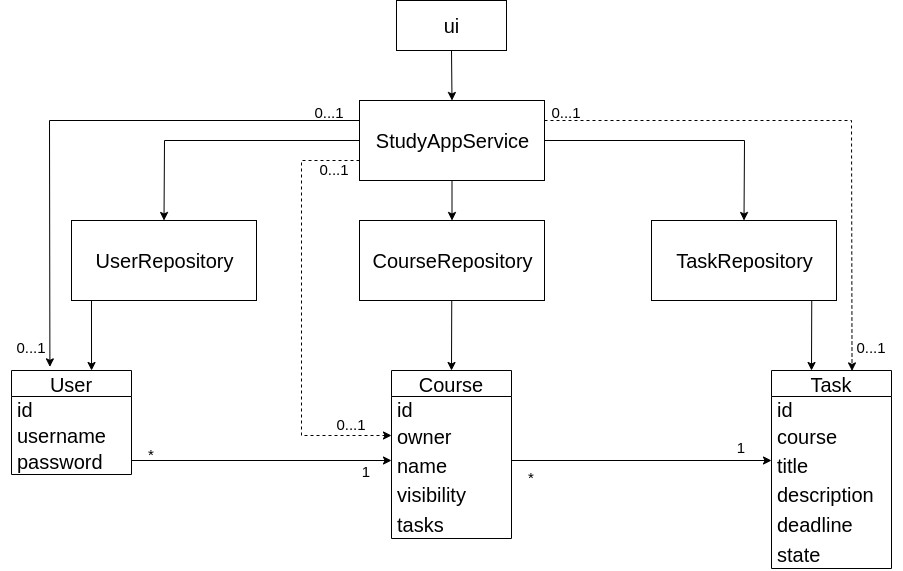 ui
0...1
0...1
StudyAppService
0...1
UserRepository
CourseRepository
TaskRepository
0...1
0...1
User
id
username
password
*
1
0...1
Course
id
owner
name
visibility
tasks
*
1
Task
id
course
title
description
deadline
state